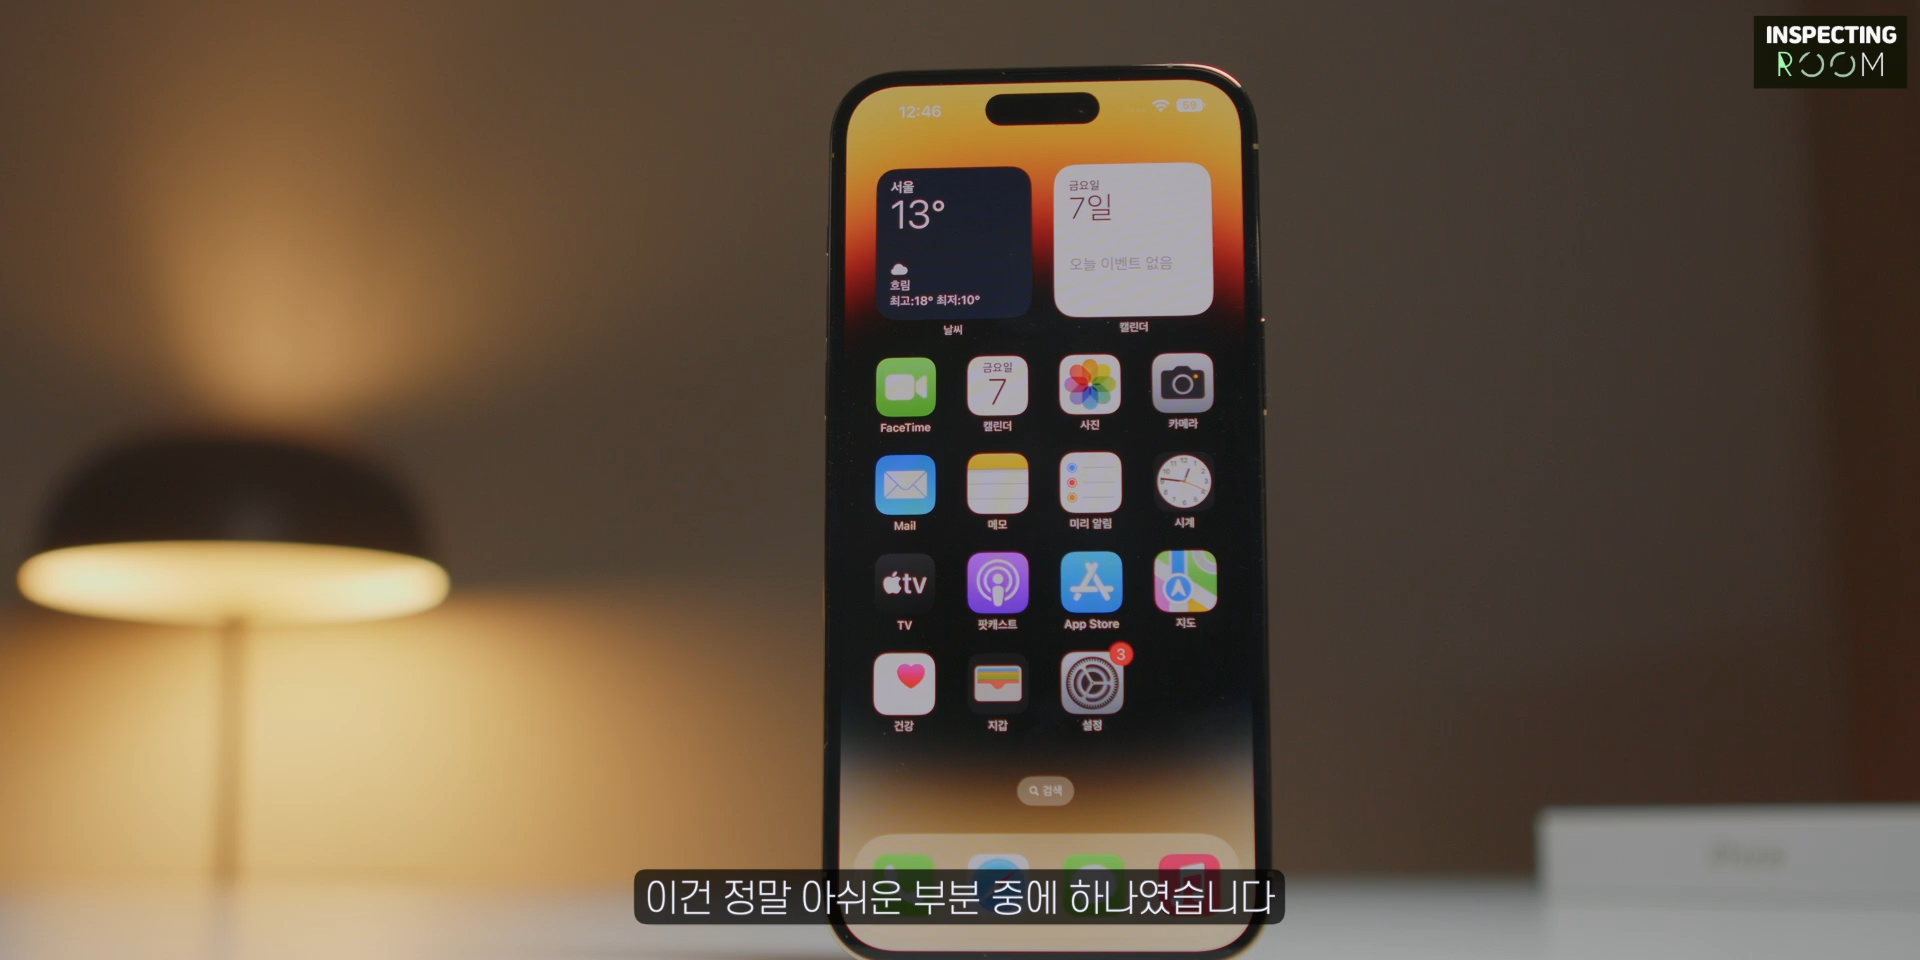 INSPECTING
ROOM
12:46
59
서울
13°
흐림
최고:18° 최저:10°
날씨
금요일
7일
오늘 이벤트 없음
캘린더
금요일
7
FaceTime
캘린더
사진
카메라
Mail
메모
미리 알림
시계
tv
TV
팟캐스트
App Store
지도
3
건강
지갑
설정
검색
이건 정말 아쉬운 부분 중에 하나였습니다